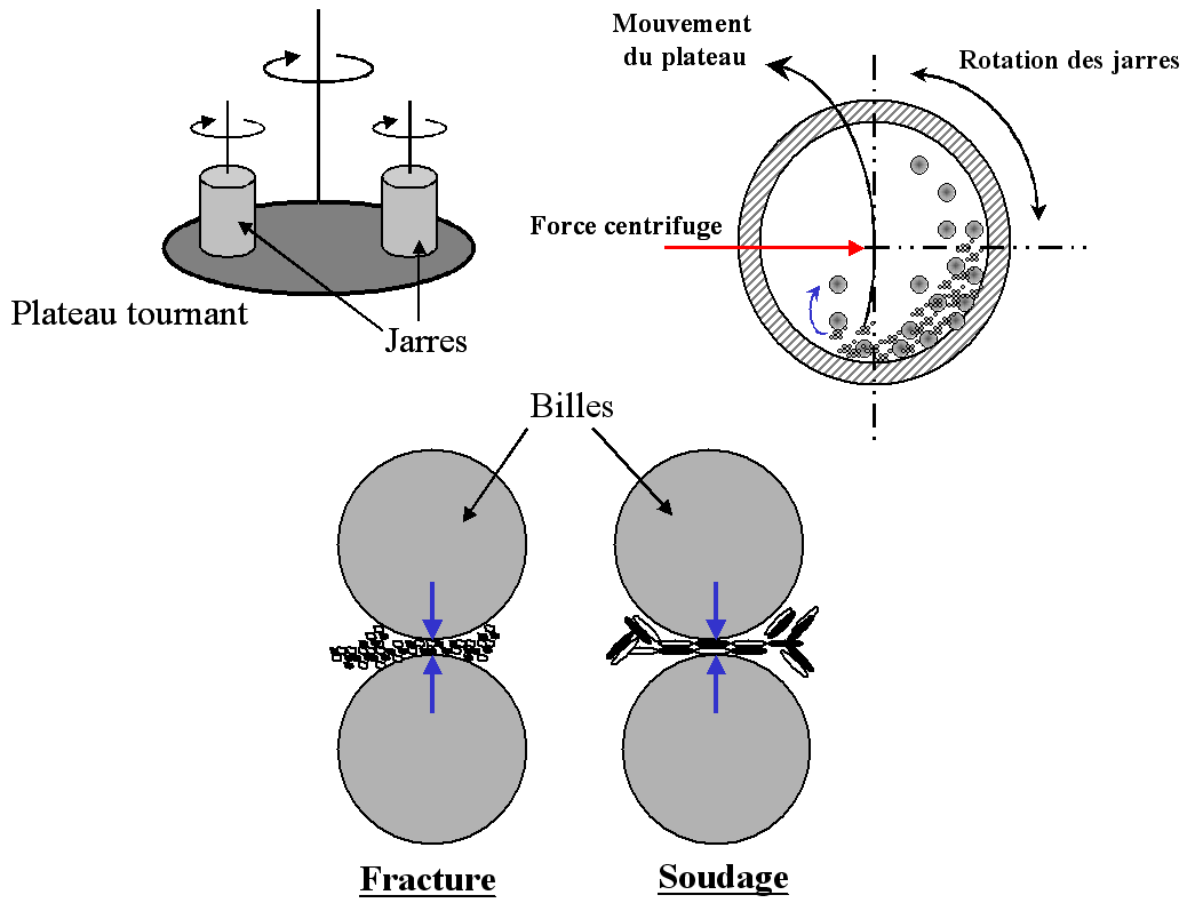 Mouvement
du plateau
Rotation des jarres
Force centrifuge
Plateau tournant
Jarres
Billes
Fracture
Soudage